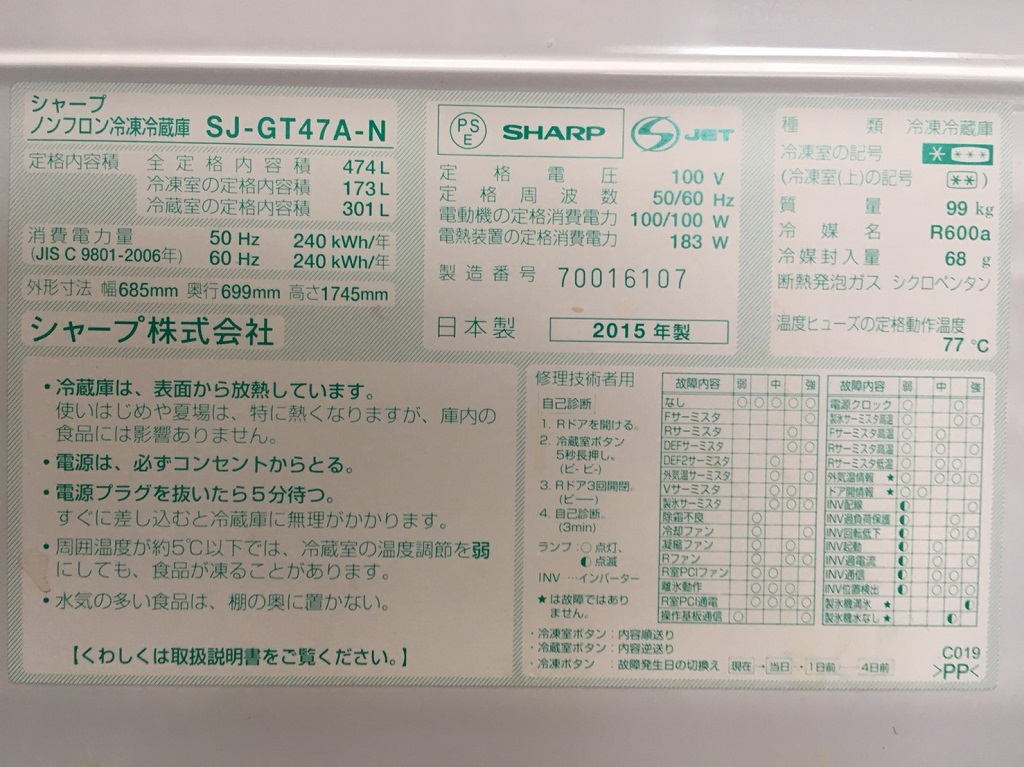 シャープ
ノンフロン冷凍冷蔵庫 SJ-GT47A-N
定格内容積 全定格内容積 474 L
冷凍室の定格内容積 173 L
冷蔵室の定格内容積 301 L
消費電力量 50 Hz 240 kWh/年
(JIS C 9801-2006年) 60 Hz 240 kWh/年
外形寸法 幅685mm 奥行699mm 高さ1745mm
シャープ株式会社
PS E SHARP JET
定格電圧 100 V
定格周波数 50/60 Hz
電動機の定格消費電力 100/100 W
電熱装置の定格消費電力 183 W
製造番号 70016107
日本製 2015年製
種類 冷凍冷蔵庫
冷凍室の記号 * ***
(冷凍室(上)の記号 ** )
質量 99 kg
冷媒名 R600a
冷媒封入量 68 g
断熱発泡ガス シクロペンタン
温度ヒューズの定格動作温度
77 ℃
・冷蔵庫は、表面から放熱しています。
使いはじめや夏場は、特に熱くなりますが、庫内の
食品には影響ありません。
・電源は、必ずコンセントからとる。
・電源プラグを抜いたら5分待つ。
すぐに差し込むと冷蔵庫に無理がかかります。
・周囲温度が約5℃以下では、冷蔵室の温度調節を弱
にしても、食品が凍ることがあります。
・水気の多い食品は、棚の奥に置かない。
【くわしくは取扱説明書をご覧ください。】
修理技術者用
自己診断
1. Rドアを開ける。
2. 冷蔵室ボタン
5秒長押し。
(ピ- ピ-)
3. Rドア3回開閉。
(ピ──)
4. 自己診断。
(3min)
ランプ:○点灯、
◐点滅
INV …インバーター
★は故障ではあり
ません。
故障内容 弱 中 強
なし ○ ○ ○ ○ ○
Fサーミスタ
Rサーミスタ
DEFサーミスタ
DEF2サーミスタ
外気温サーミスタ
Vサーミスタ
製氷サーミスタ
除霜不良
冷却ファン
凝縮ファン
Rファン
R室PCIファン
離氷動作
R室PCI通電
操作基板通信
故障内容 弱 中 強
電源クロック
製氷サーミスタ高温
Fサーミスタ高温
Rサーミスタ高温
Rサーミスタ低温
外気温情報 ★
ドア開情報 ★
INV配線
INV過負荷保護
INV回転低下
INV起動
INV過電流
INV通信
INV位置検出
製氷機満氷 ★
製氷機水なし ★
・冷凍室ボタン:内容順送り
・冷蔵室ボタン:内容逆送り
・冷凍ボタン :故障発生日の切換え 現在→当日→1日前──4日前
C019
>PP<